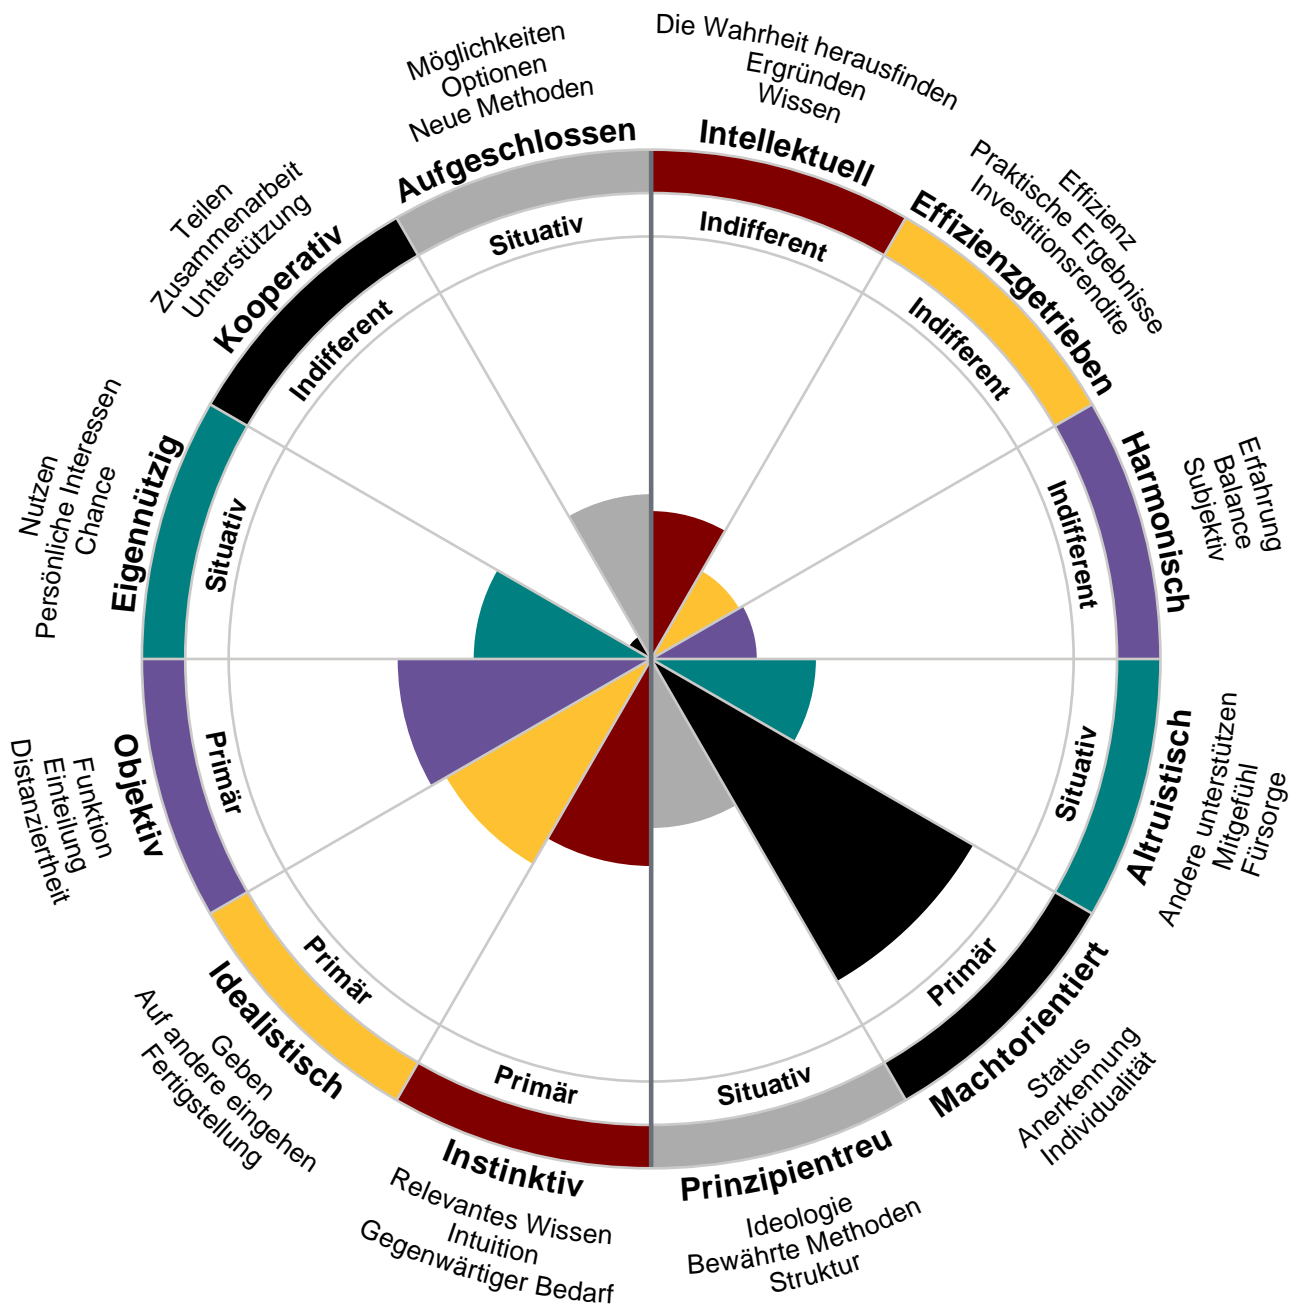 Die Wahrheit herausfinden
Ergründen
Wissen
Intellektuell
Indifferent
Effizienz
Praktische Ergebnisse
Investitionsrendite
Effizienzgetrieben
Indifferent
Erfahrung
Balance
Subjektiv
Harmonisch
Indifferent
Situativ
Altruistisch
Andere unterstützen
Mitgefühl
Fürsorge
Primär
Machtorientiert
Status
Anerkennung
Individualität
Situativ
Prinzipientreu
Ideologie
Bewährte Methoden
Struktur
Primär
Instinktiv
Relevantes Wissen
Intuition
Gegenwärtiger Bedarf
Primär
Idealistisch
Geben
Auf andere eingehen
Fertigstellung
Primär
Objektiv
Funktion
Einteilung
Distanziertheit
Nutzen
Persönliche Interessen
Chance
Eigennützig
Situativ
Teilen
Zusammenarbeit
Unterstützung
Kooperativ
Indifferent
Möglichkeiten
Optionen
Neue Methoden
Aufgeschlossen
Situativ